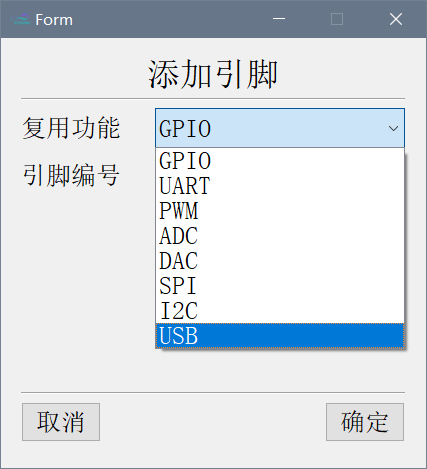 Form
添加引脚
复用功能
GPIO
引脚编号
GPIO
UART
PWM
ADC
DAC
SPI
I2C
USB
取消
确定